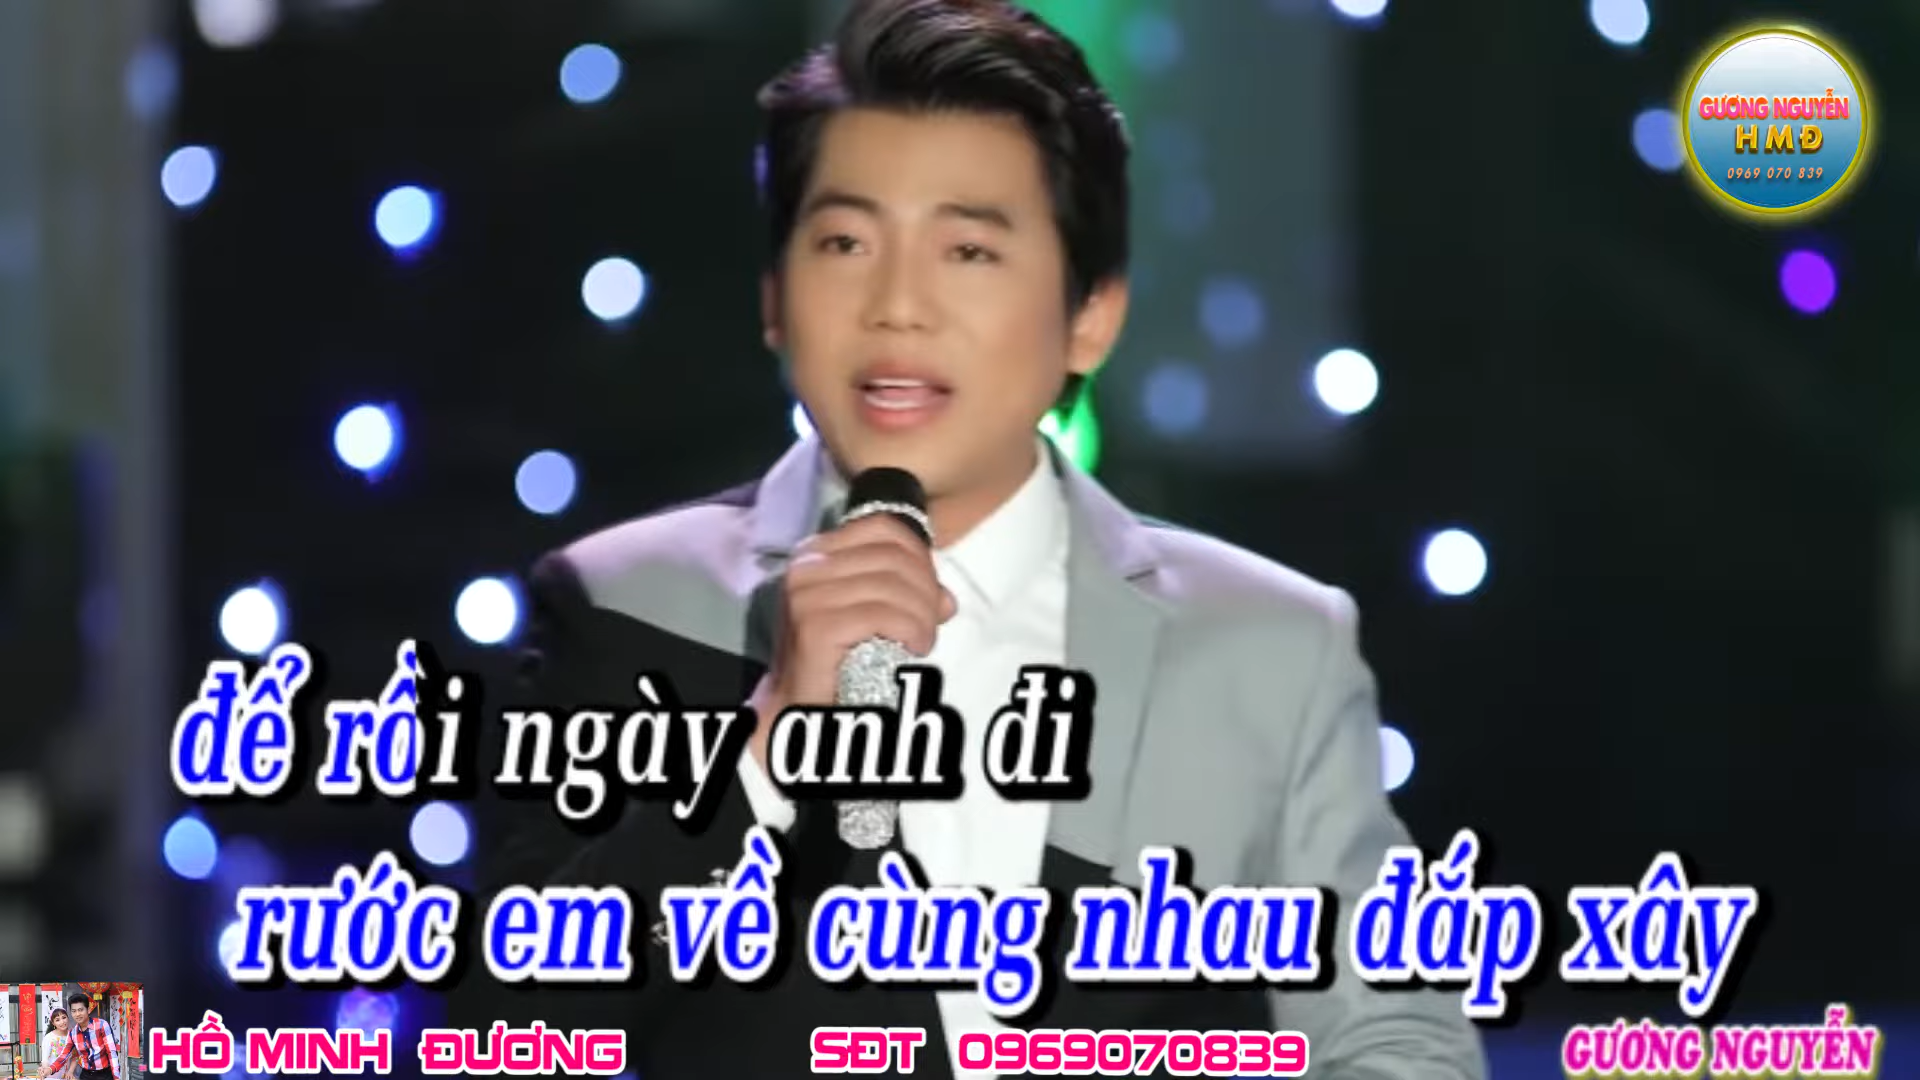 GƯƠNG NGUYỄN
HMĐ
0969 070 839
để rồi ngày anh đi
rước em về cùng nhau đắp xây
HỒ MINH ĐƯƠNG SĐT 0969070839 GƯƠNG NGUYỄN